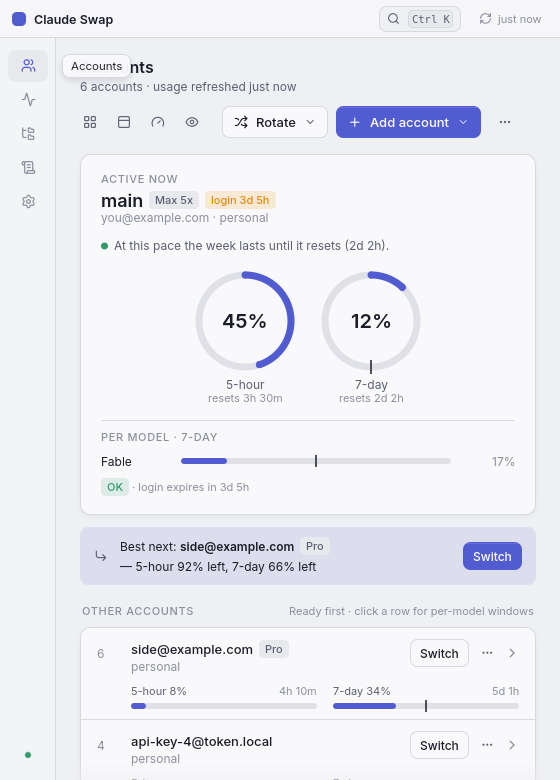 Claude Swap
Ctrl K
just now
Accounts
nts
6 accounts · usage refreshed just now
Rotate
Add account
ACTIVE NOW
main Max 5x login 3d 5h
you@example.com · personal
At this pace the week lasts until it resets (2d 2h).
45% 12%
5-hour 7-day
resets 3h 30m resets 2d 2h
PER MODEL · 7-DAY
Fable 17%
OK · login expires in 3d 5h
Best next: side@example.com Pro
— 5-hour 92% left, 7-day 66% left
Switch
OTHER ACCOUNTS Ready first · click a row for per-model windows
6 side@example.com Pro Switch
personal
5-hour 8% 4h 10m 7-day 34% 5d 1h
4 api-key-4@token.local Switch
personal